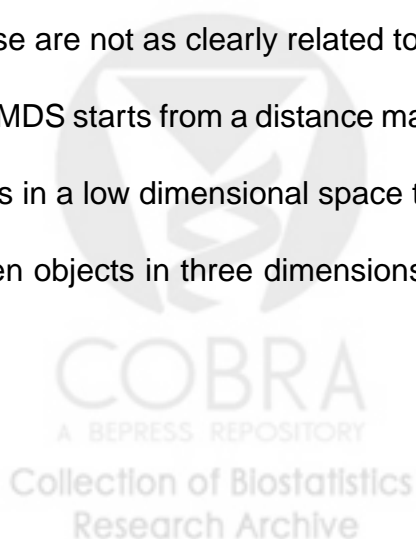 se are not as clearly related to
MDS starts from a distance ma
s in a low dimensional space t
en objects in three dimensions
COBRA
A BEPRESS REPOSITORY
Collection of Biostatistics
Research Archive